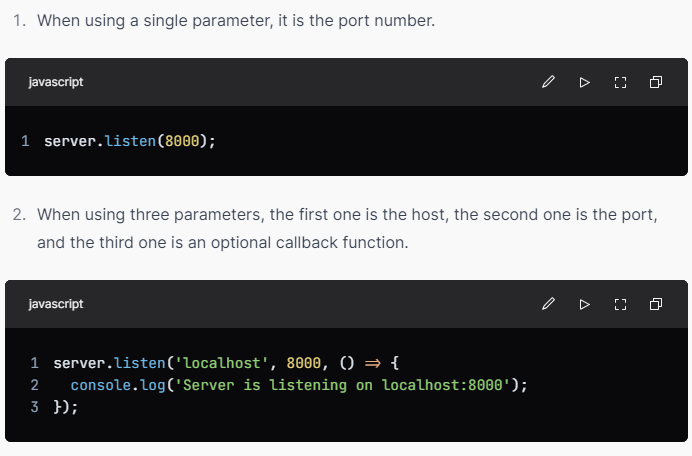 1. When using a single parameter, it is the port number.
javascript
1 server.listen(8000);
2. When using three parameters, the first one is the host, the second one is the port,
and the third one is an optional callback function.
javascript
1 server.listen('localhost', 8000, () => {
2   console.log('Server is listening on localhost:8000');
3 });